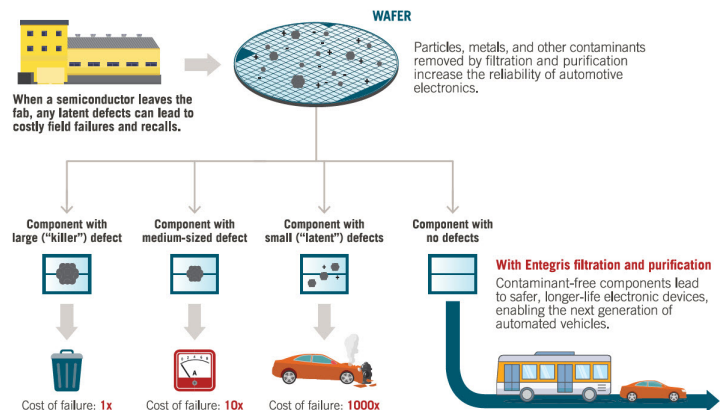 WAFER
Particles, metals, and other contaminants
removed by filtration and purification
increase the reliability of automotive
electronics.
When a semiconductor leaves the
fab, any latent defects can lead to
costly field failures and recalls.
Component with
large (“killer”) defect
Component with
medium-sized defect
Component with
small (“latent”) defects
Component with
no defects
With Entegris filtration and purification
Contaminant-free components lead
to safer, longer-life electronic devices,
enabling the next generation of
automated vehicles.
A
Cost of failure: 1x
Cost of failure: 10x
Cost of failure: 1000x